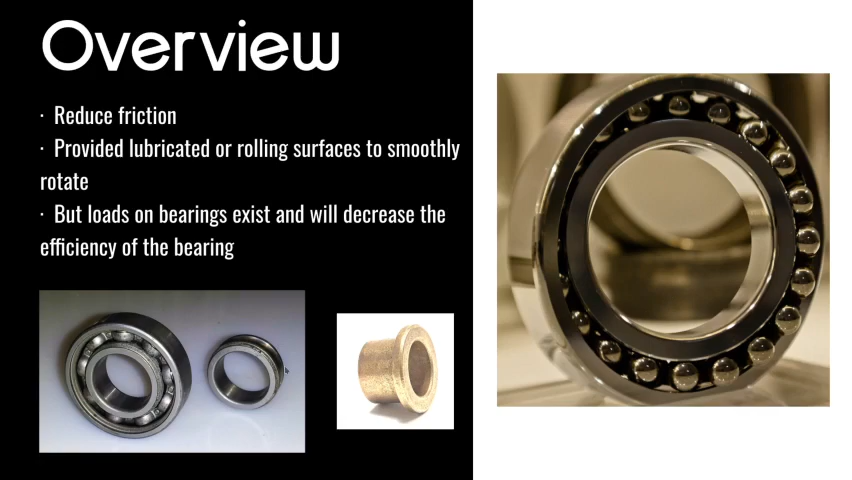 Overview
· Reduce friction
· Provided lubricated or rolling surfaces to smoothly
rotate
· But loads on bearings exist and will decrease the
efficiency of the bearing